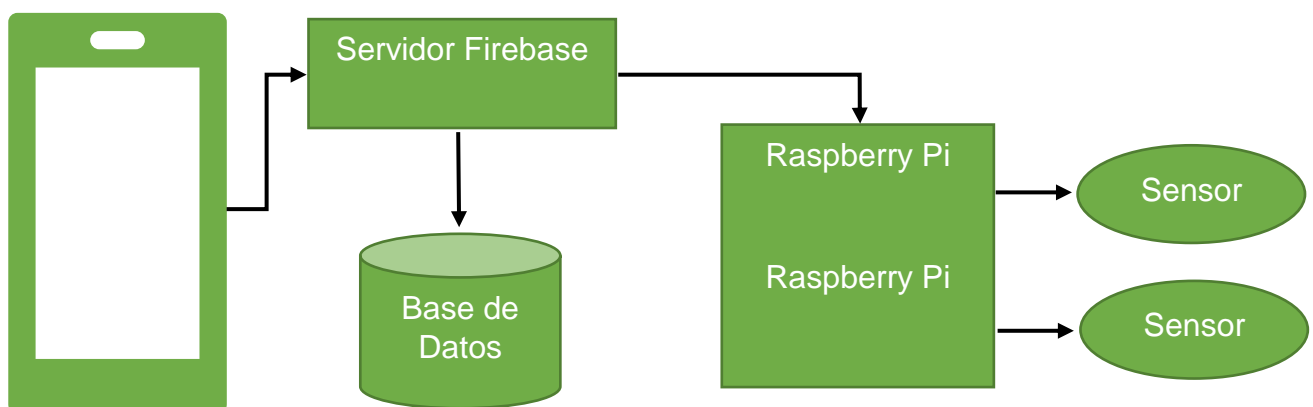 Servidor Firebase
Raspberry Pi
Sensor
Raspberry Pi
Base de
Datos
Sensor